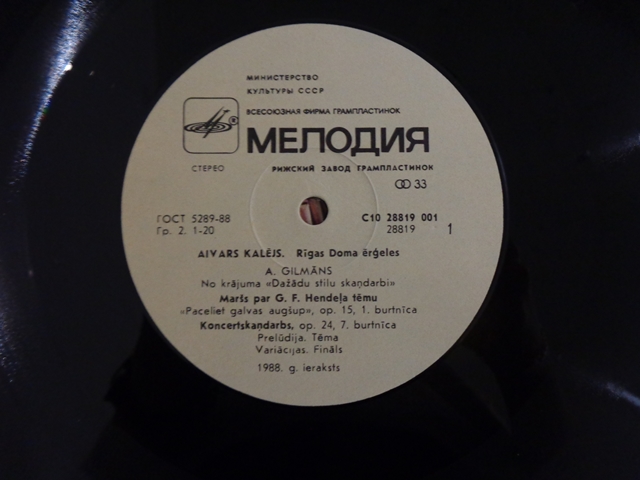 МИНИСТЕРСТВО
КУЛЬТУРЫ СССР
ВСЕСОЮЗНАЯ ФИРМА ГРАМПЛАСТИНОК
®
МЕЛОДИЯ
СТЕРЕО
РИЖСКИЙ ЗАВОД ГРАМПЛАСТИНОК
33
ГОСТ 5289-88
С10 28819 001
Гр. 2. 1-20
28819
1
AIVARS KALĒJS. Rīgas Doma ērģeles
A. GILMĀNS
No krājuma «Dažādu stilu skaņdarbi»
Maršs par G. F. Hendeļa tēmu
«Paceliet galvas augšup», op. 15, 1. burtnīca
Koncertskaņdarbs, op. 24, 7. burtnīca
Prelūdija. Tēma
Variācijas. Fināls
1988. g. ieraksts